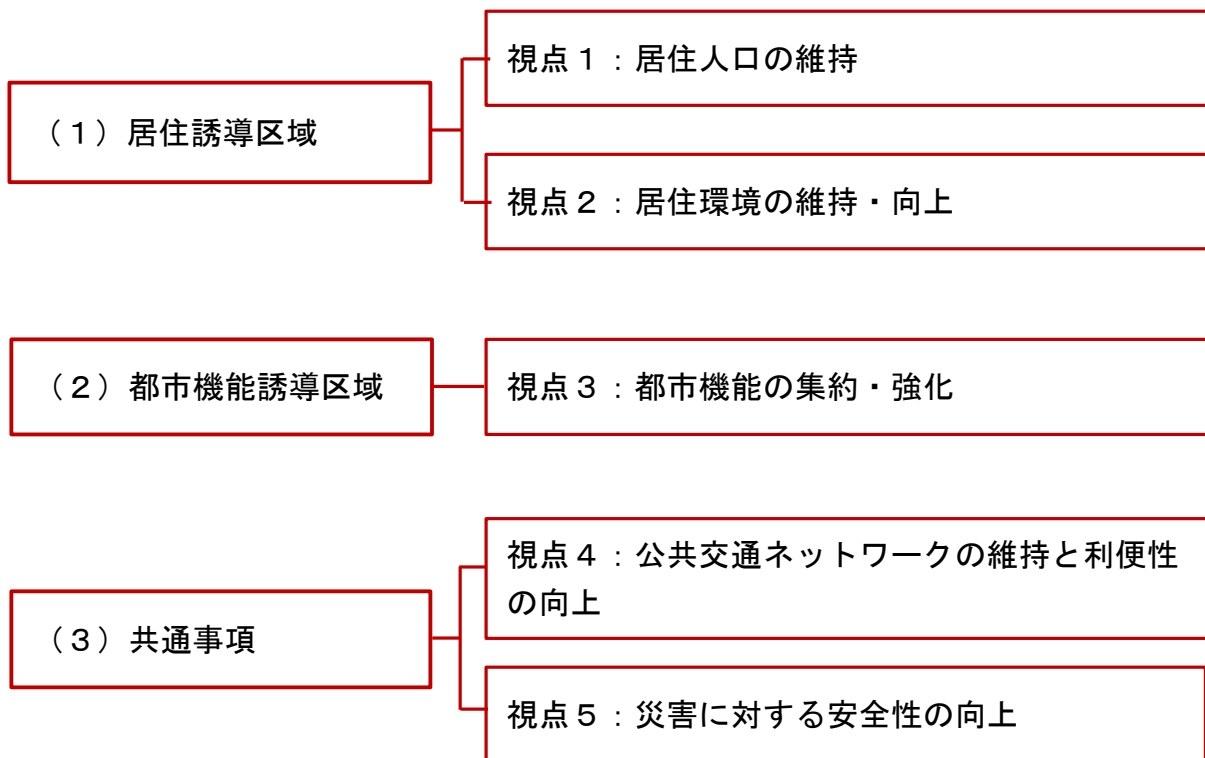 （１）居住誘導区域
視点１：居住人口の維持
視点２：居住環境の維持・向上
（２）都市機能誘導区域
視点３：都市機能の集約・強化
（３）共通事項
視点４：公共交通ネットワークの維持と利便性
の向上
視点５：災害に対する安全性の向上